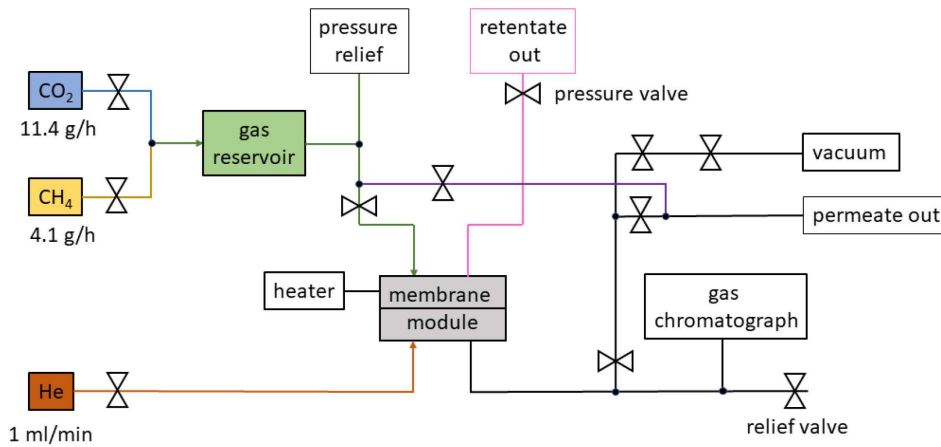 pressure
relief
retentate
out
CO2
pressure valve
11.4 g/h
gas
reservoir
vacuum
CH4
4.1 g/h
permeate out
heater
membrane
module
gas
chromatograph
He
1 ml/min
relief valve